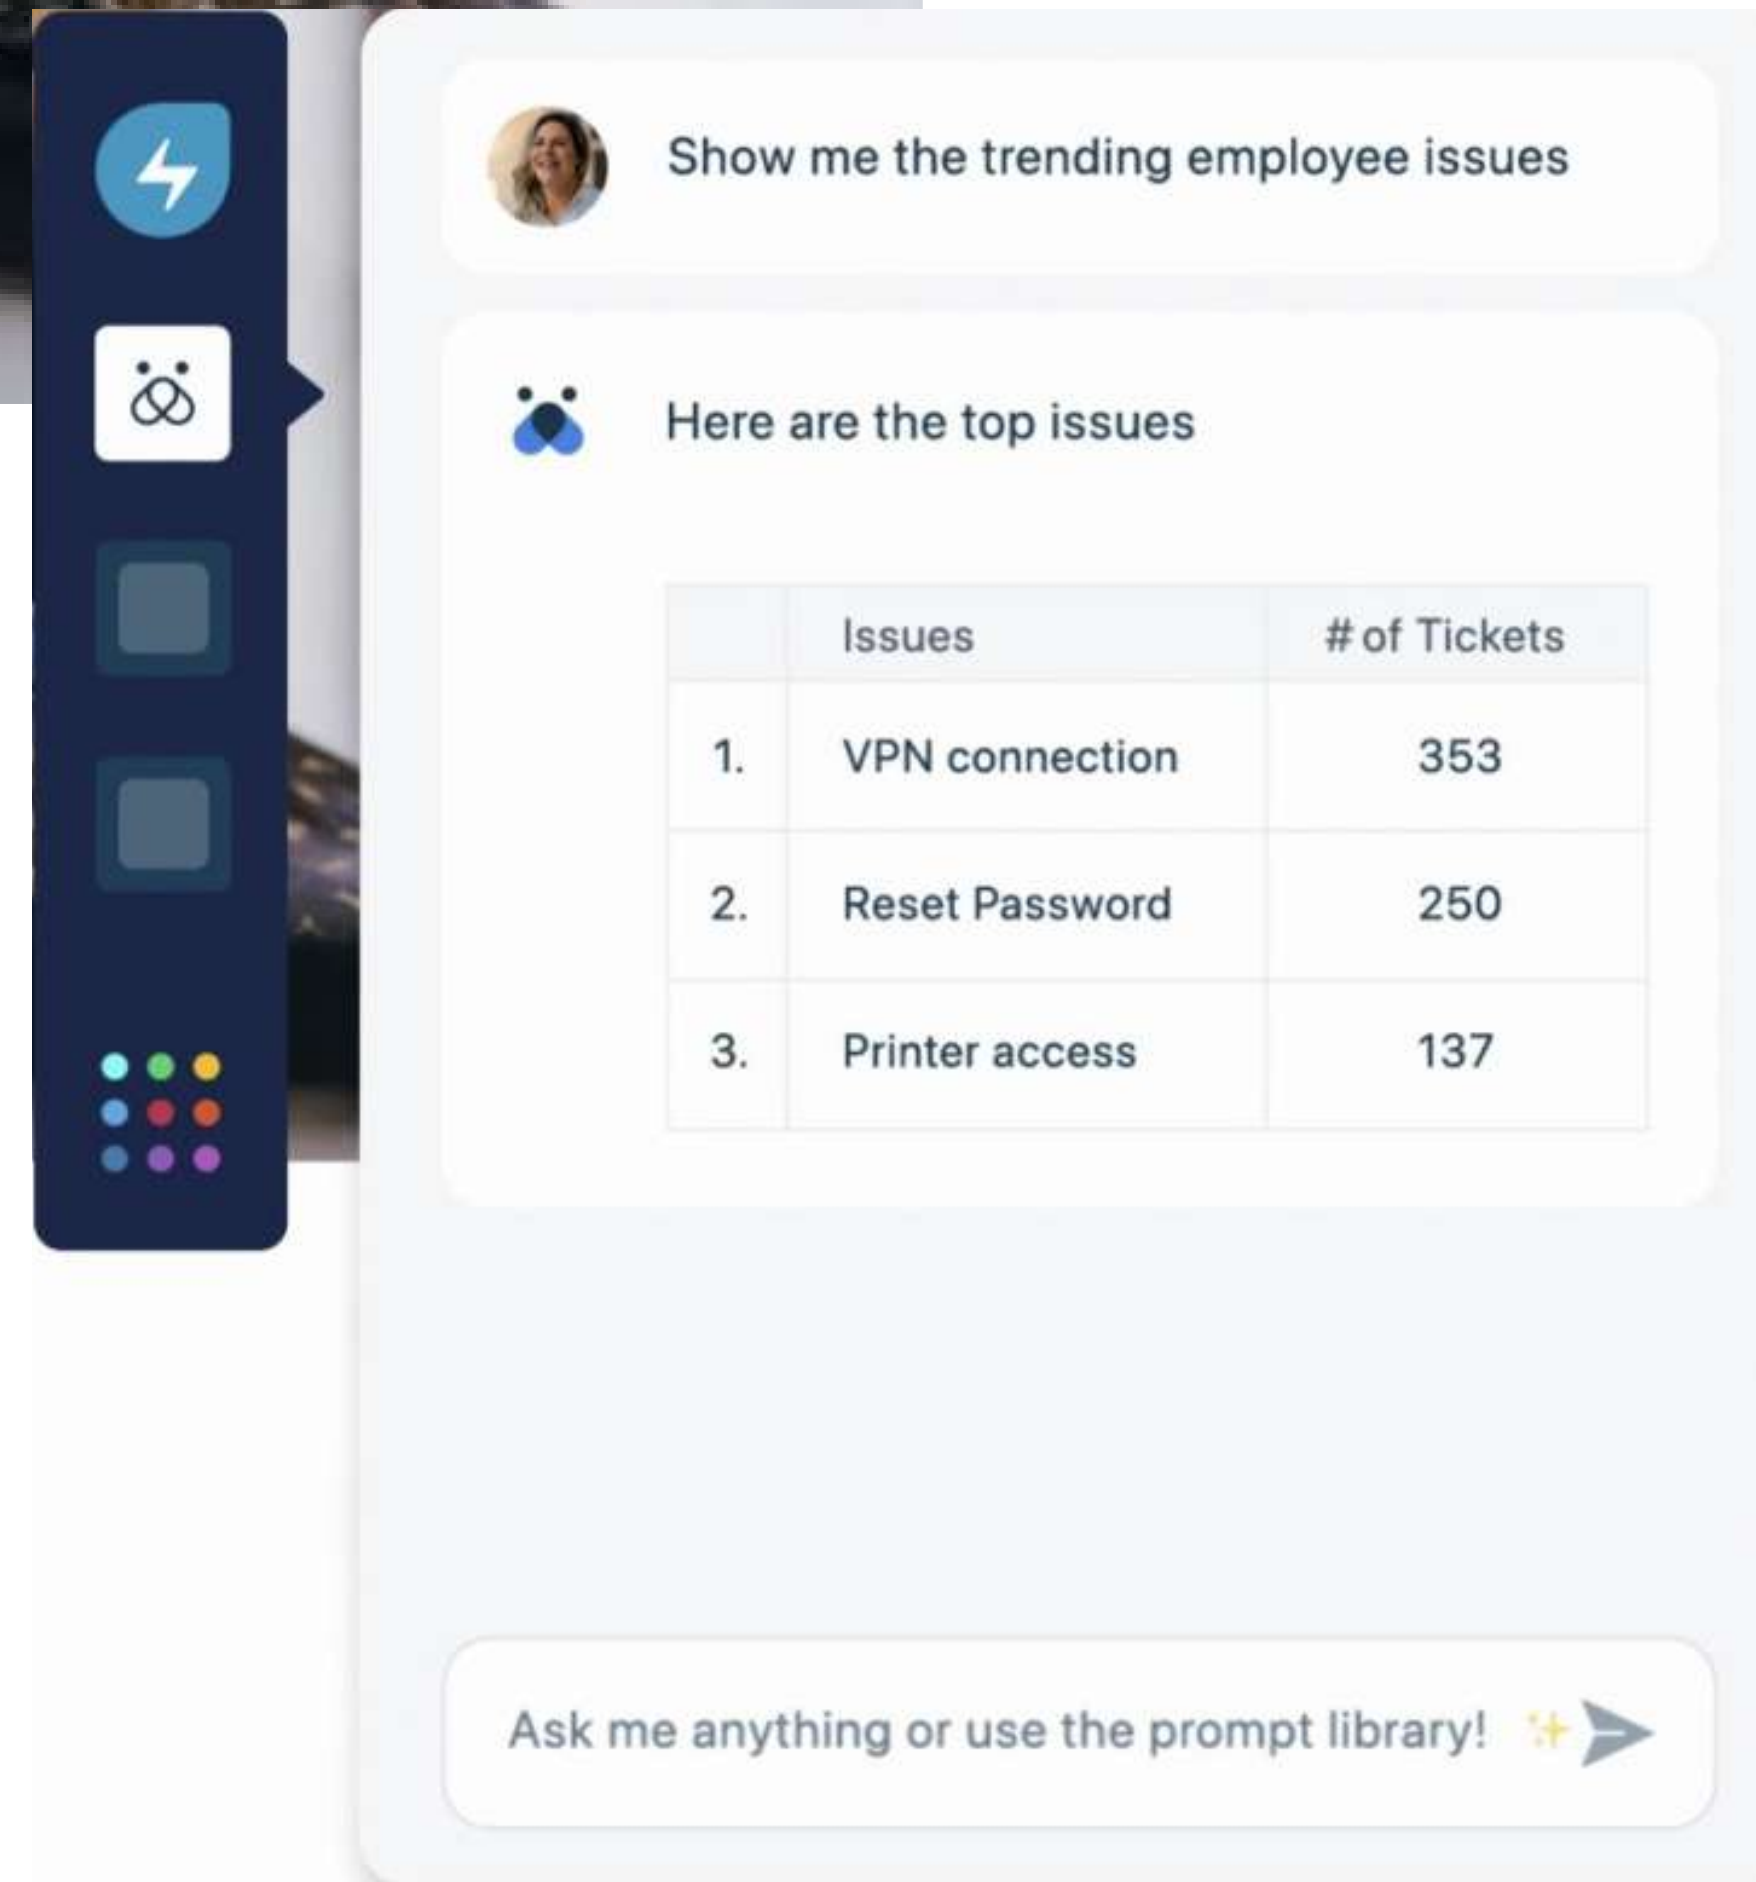 Show me the trending employee issues
Here are the top issues
Issues # of Tickets
1. VPN connection 353
2. Reset Password 250
3. Printer access 137
Ask me anything or use the prompt library!